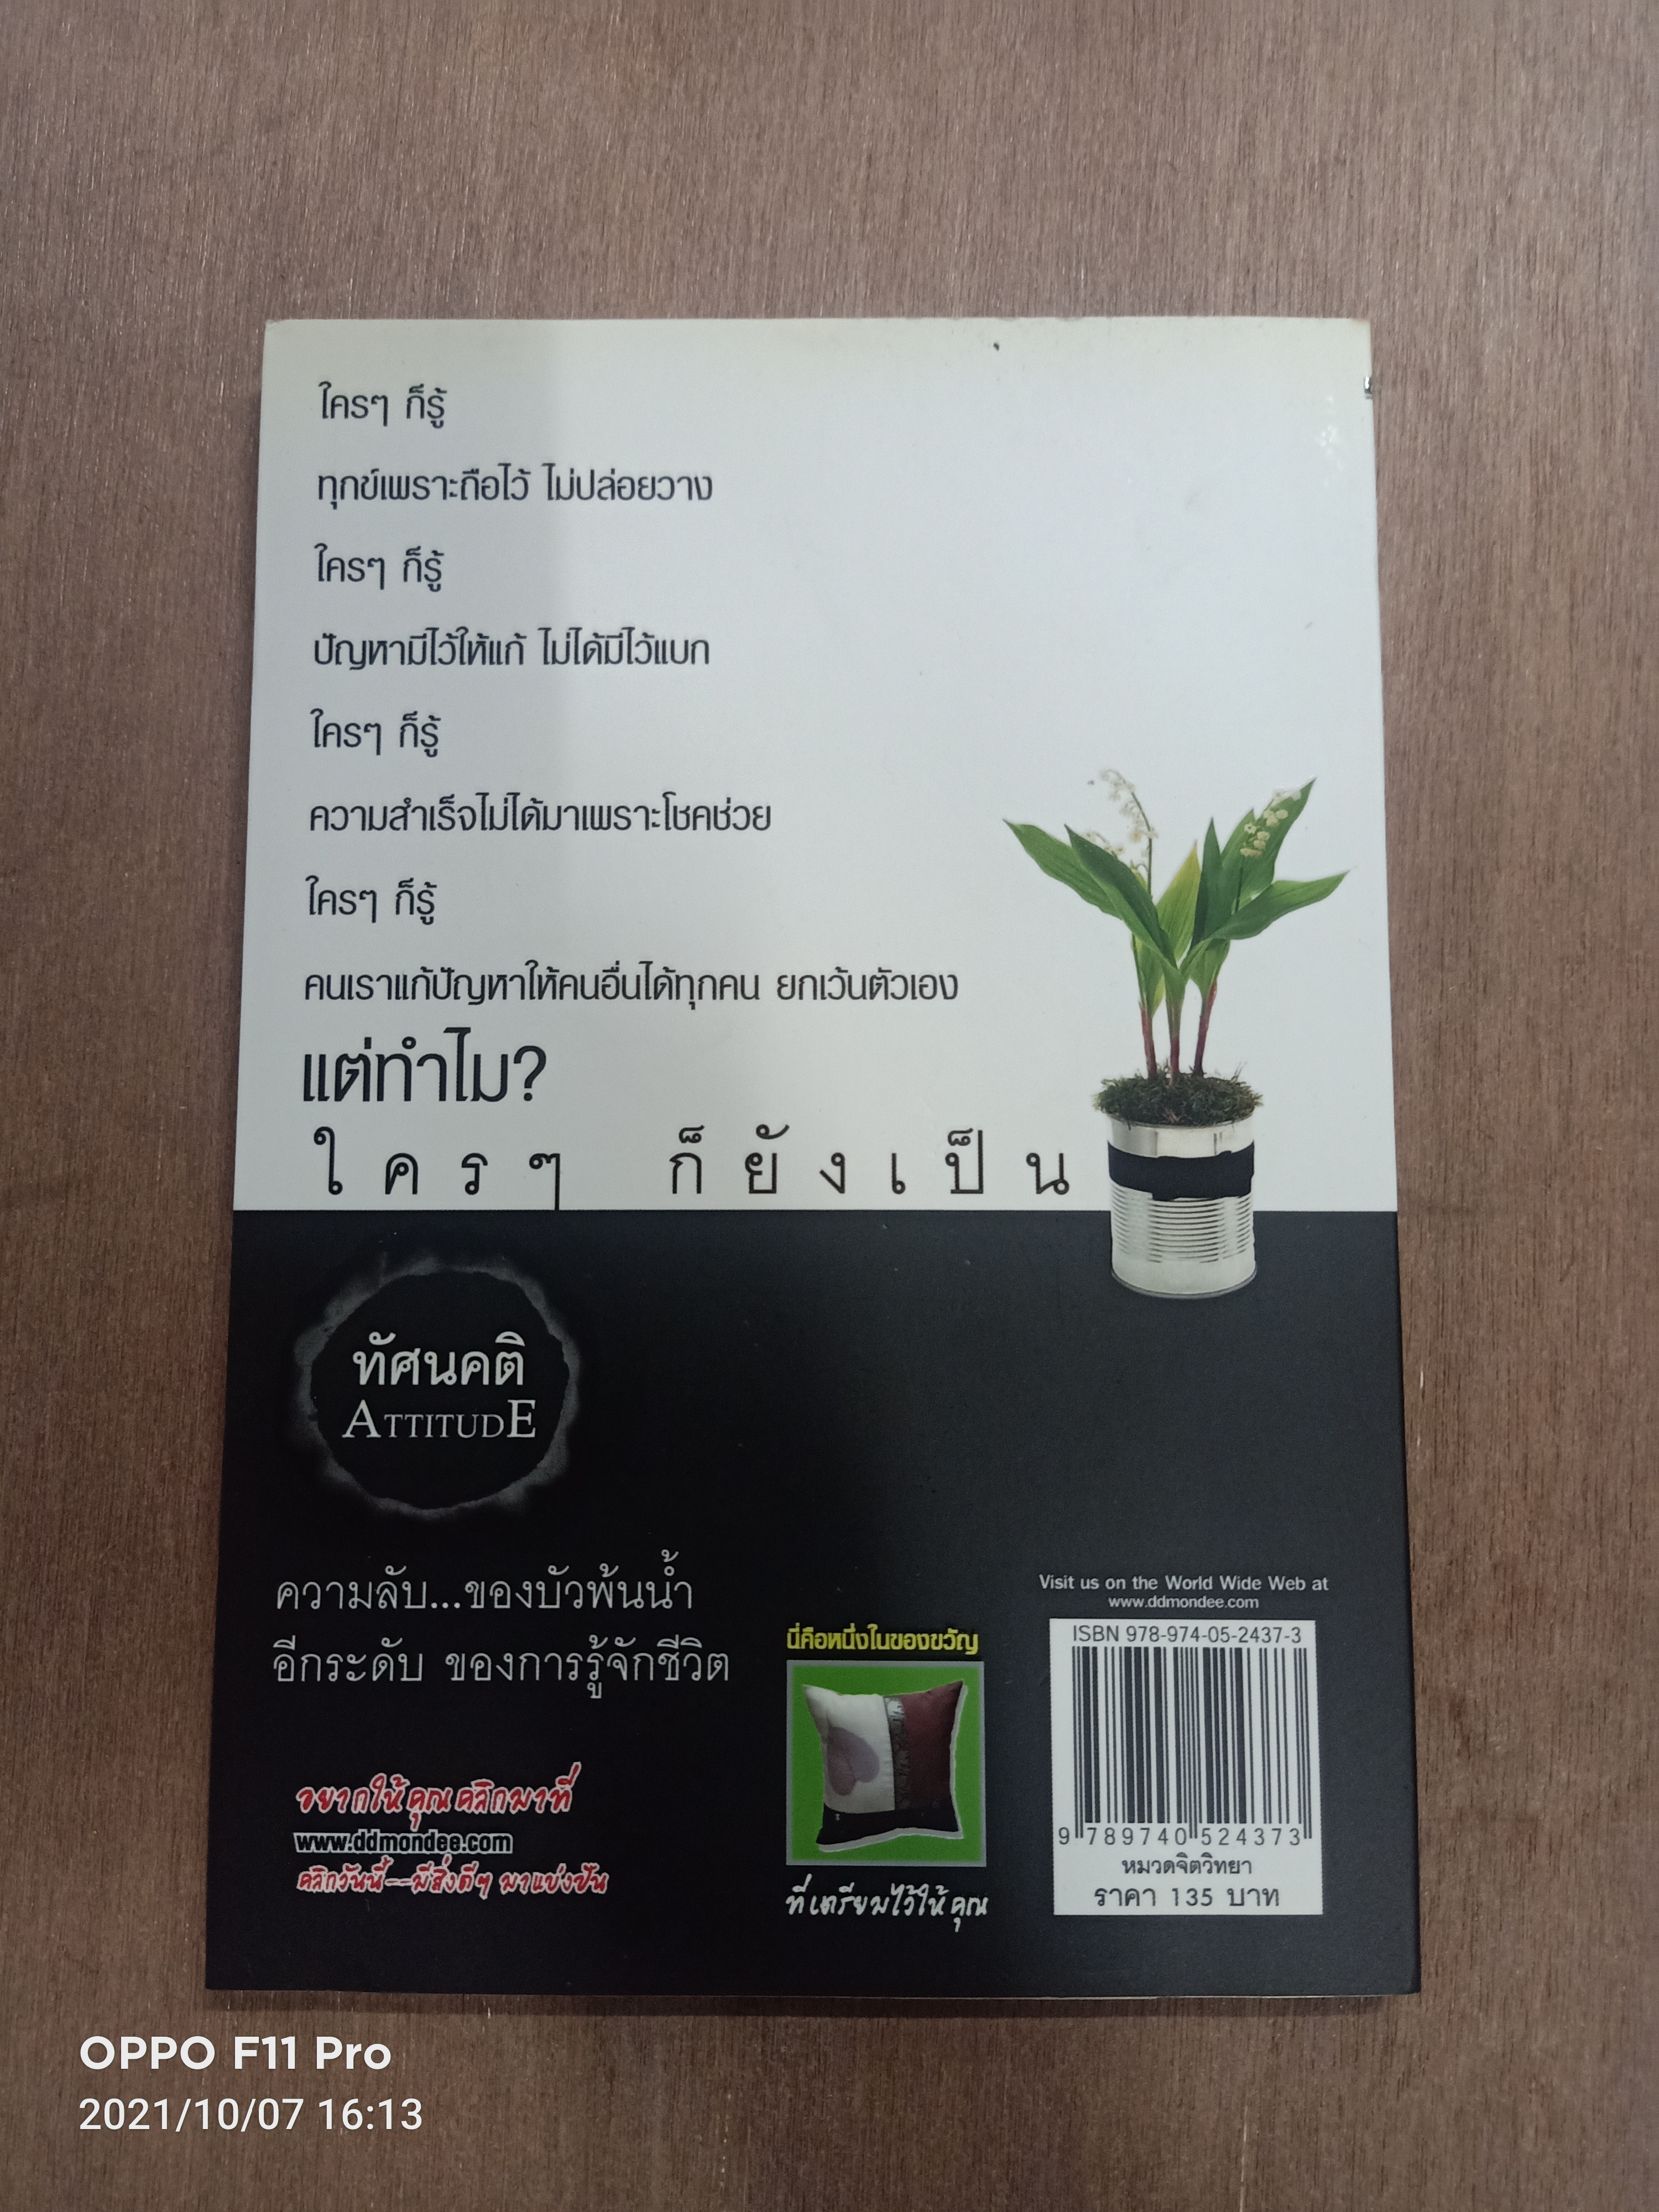 ใครๆ ก็รู้
ทุกข์เพราะถือไว้ ไม่ปล่อยวาง
ใครๆ ก็รู้
ปัญหามีไว้ให้แก้ ไม่ได้มีไว้แบก
ใครๆ ก็รู้
ความสำเร็จไม่ได้มาเพราะโชคช่วย
ใครๆ ก็รู้
คนเราแก้ปัญหาให้คนอื่นได้ทุกคน ยกเว้นตัวเอง
แต่ทำไม?
ใครๆ ก็ยังเป็น
ทัศนคติ
ATTITUDE
ความลับ...ของบัวพ้นน้ำ
อีกระดับ ของการรู้จักชีวิต
อยากให้คุณคลิกมาที่
www.ddmondee.com
คลิกวันนี้--มีสิ่งดีๆ มาแบ่งปัน
นี่คือหนึ่งในของขวัญ
ที่เตรียมไว้ให้คุณ
Visit us on the World Wide Web at
www.ddmondee.com
ISBN 978-974-05-2437-3
9 789740 524373
หมวดจิตวิทยา
ราคา 135 บาท
OPPO F11 Pro
2021/10/07 16:13